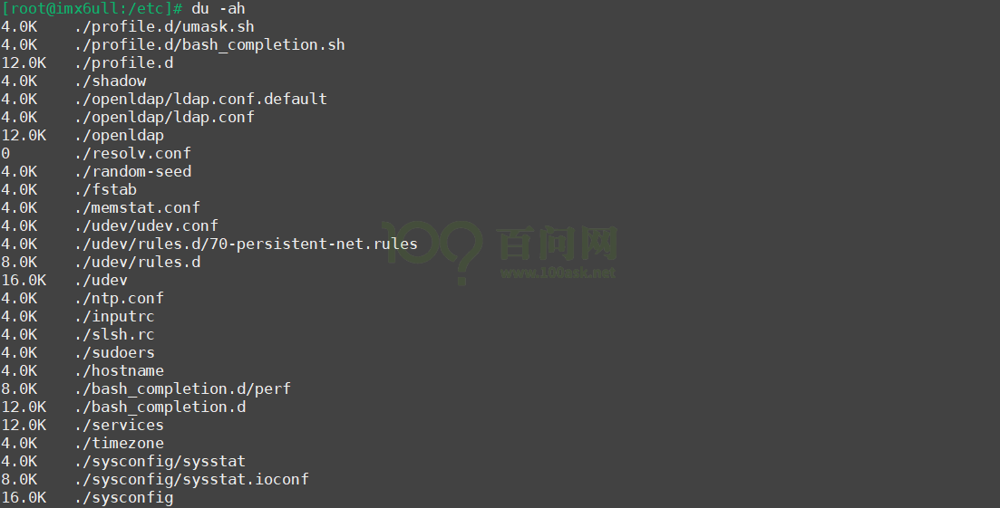 [root@imx6ull:/etc]# du -ah
4.0K    ./profile.d/umask.sh
4.0K    ./profile.d/bash_completion.sh
12.0K   ./profile.d
4.0K    ./shadow
4.0K    ./openldap/ldap.conf.default
4.0K    ./openldap/ldap.conf
12.0K   ./openldap
0       ./resolv.conf
4.0K    ./random-seed
4.0K    ./fstab
4.0K    ./memstat.conf
4.0K    ./udev/udev.conf
4.0K    ./udev/rules.d/70-persistent-net.rules
8.0K    ./udev/rules.d
16.0K   ./udev
4.0K    ./ntp.conf
4.0K    ./inputrc
4.0K    ./slsh.rc
4.0K    ./sudoers
4.0K    ./hostname
8.0K    ./bash_completion.d/perf
12.0K   ./bash_completion.d
12.0K   ./services
4.0K    ./timezone
4.0K    ./sysconfig/sysstat
8.0K    ./sysconfig/sysstat.ioconf
16.0K   ./sysconfig
100 百问网
www.100ask.net